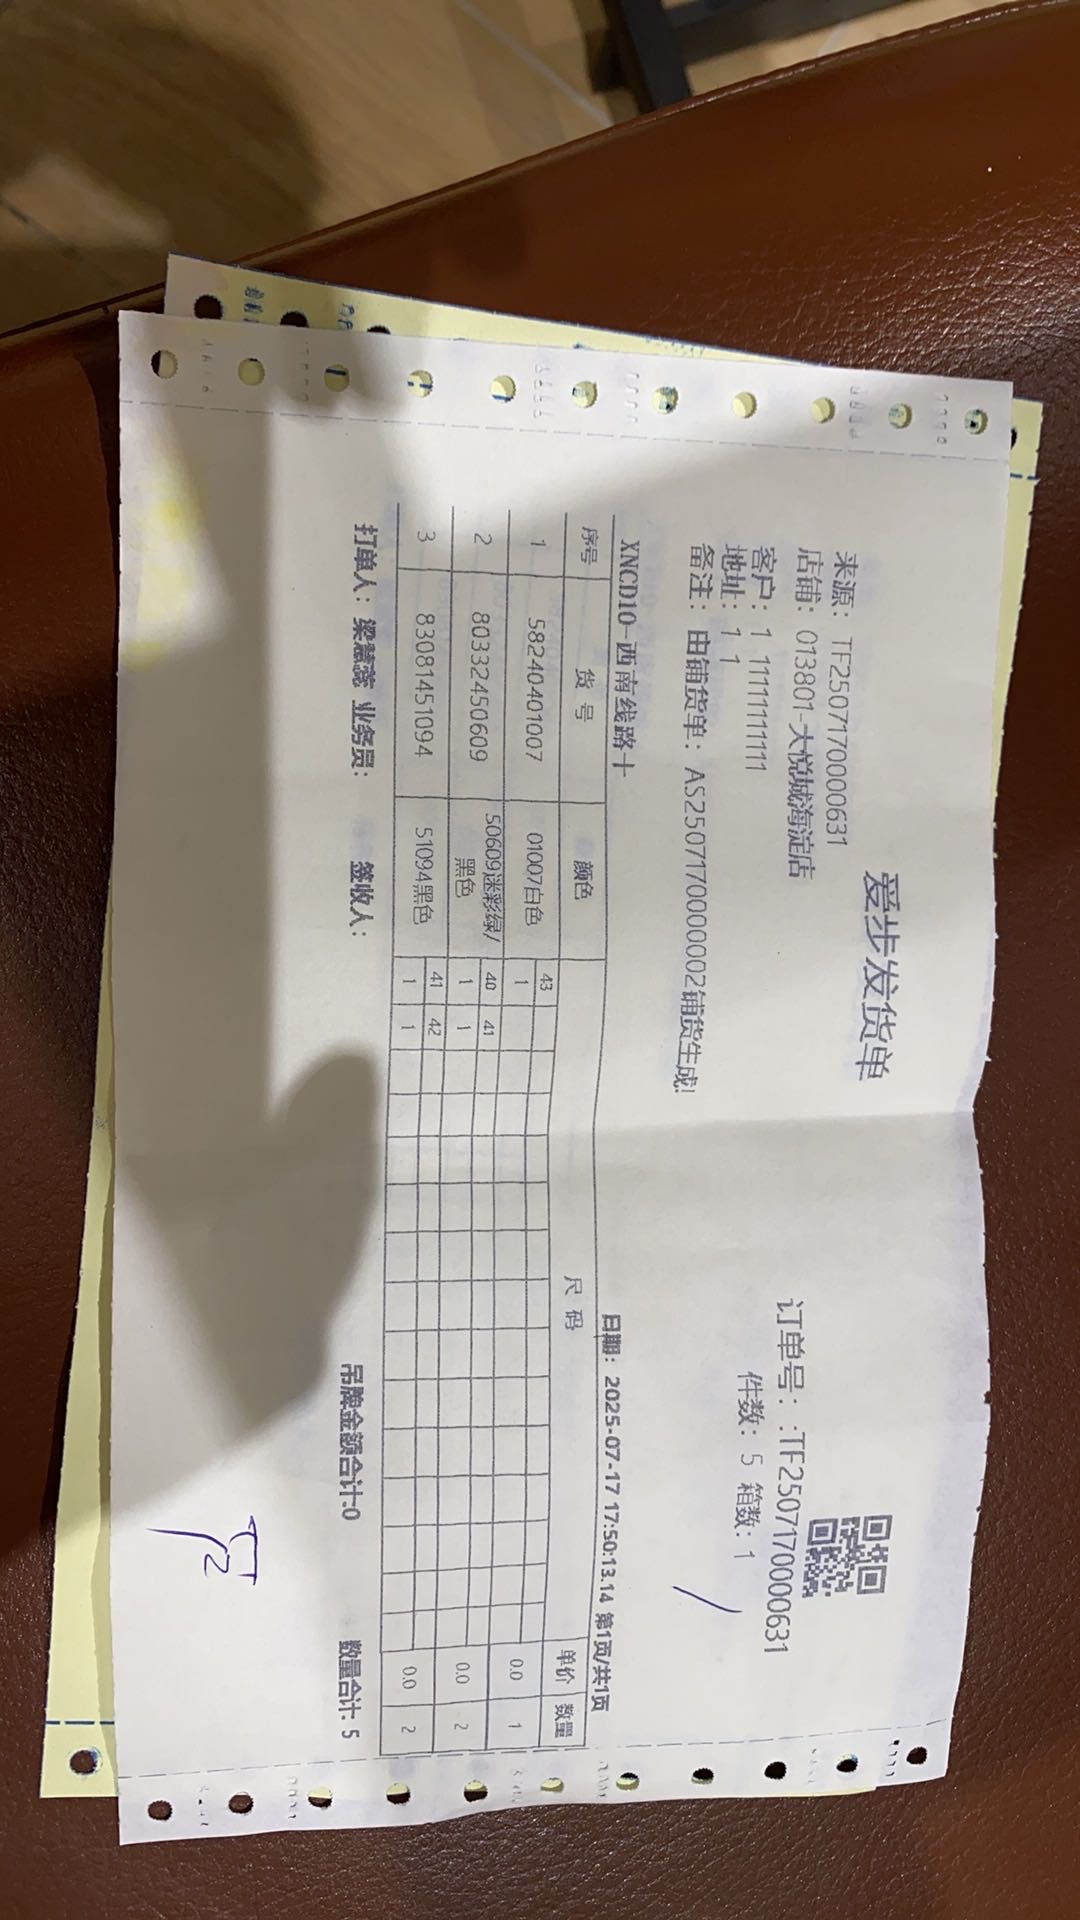 爱步发货单
来源：TF2507170000631
订单号：:TF2507170000631
店铺：013801-大悦城海淀店
件数：5 箱数：1
客户：1 11111111111
地址：1 1
备注：由铺货单：AS2507170000002铺货生成!
XNCD10-西南线路十
日期：2025-07-17 17:50:13.14 第1页/共1页
序号 货号 颜色 尺码 单价 数量
43
1 58240401007 01007白色 1 0.0 1
40 41
2 80332450609 50609迷彩绿/黑色 1 1 0.0 2
41 42
3 83081451094 51094黑色 1 1 0.0 2
打单人：梁慧蕊 业务员： 签收人： 吊牌金额合计:0 数量合计: 5